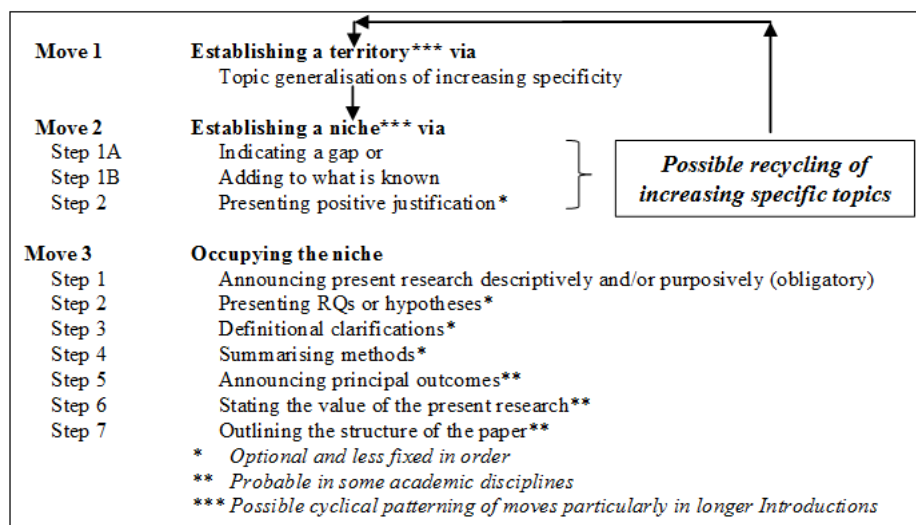 Move 1 Establishing a territory*** via
Topic generalisations of increasing specificity
Move 2 Establishing a niche*** via
Step 1A Indicating a gap or
Step 1B Adding to what is known
Step 2 Presenting positive justification*
Possible recycling of
increasing specific topics
Move 3 Occupying the niche
Step 1 Announcing present research descriptively and/or purposively (obligatory)
Step 2 Presenting RQs or hypotheses*
Step 3 Definitional clarifications*
Step 4 Summarising methods*
Step 5 Announcing principal outcomes**
Step 6 Stating the value of the present research**
Step 7 Outlining the structure of the paper**
* Optional and less fixed in order
** Probable in some academic disciplines
*** Possible cyclical patterning of moves particularly in longer Introductions